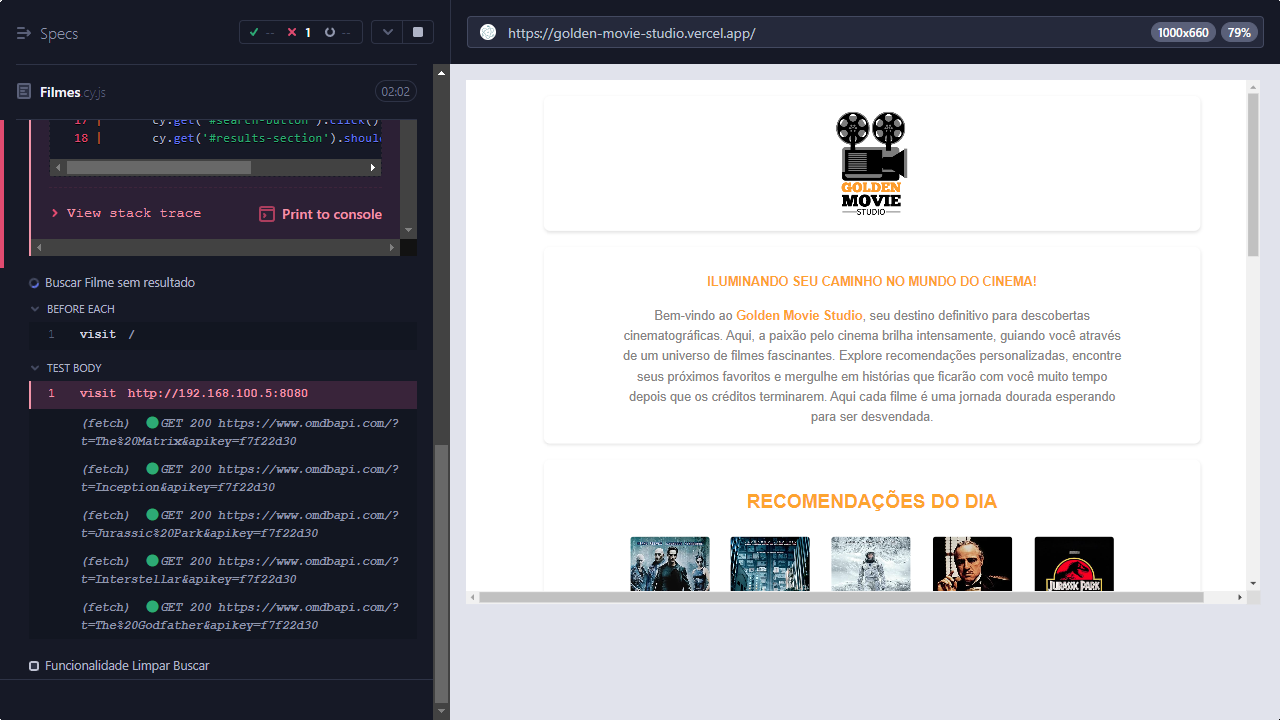 Specs
-- 1 --
https://golden-movie-studio.vercel.app/
1000x660
79%
Filmes.cy.js
02:02
17 | cy.get('#search-button').click()
18 | cy.get('#results-section').shoul
View stack trace
Print to console
Buscar Filme sem resultado
BEFORE EACH
1 visit /
TEST BODY
1 visit http://192.168.100.5:8080
(fetch) GET 200 https://www.omdbapi.com/?
t=The%20Matrix&apikey=f7f22d30
(fetch) GET 200 https://www.omdbapi.com/?
t=Inception&apikey=f7f22d30
(fetch) GET 200 https://www.omdbapi.com/?
t=Jurassic%20Park&apikey=f7f22d30
(fetch) GET 200 https://www.omdbapi.com/?
t=Interstellar&apikey=f7f22d30
(fetch) GET 200 https://www.omdbapi.com/?
t=The%20Godfather&apikey=f7f22d30
Funcionalidade Limpar Buscar
GOLDEN
MOVIE
STUDIO
ILUMINANDO SEU CAMINHO NO MUNDO DO CINEMA!
Bem-vindo ao Golden Movie Studio, seu destino definitivo para descobertas
cinematográficas. Aqui, a paixão pelo cinema brilha intensamente, guiando você através
de um universo de filmes fascinantes. Explore recomendações personalizadas, encontre
seus próximos favoritos e mergulhe em histórias que ficarão com você muito tempo
depois que os créditos terminarem. Aqui cada filme é uma jornada dourada esperando
para ser desvendada.
RECOMENDAÇÕES DO DIA
JURASSIC PARK